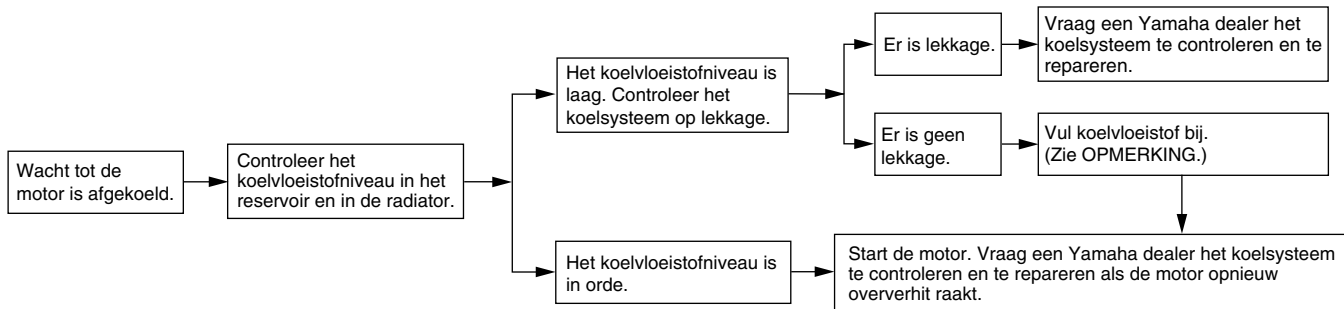 Wacht tot de
motor is afgekoeld.
Controleer het
koelvloeistofniveau in het
reservoir en in de radiator.
Het koelvloeistofniveau is
laag. Controleer het
koelsysteem op lekkage.
Er is lekkage.
Vraag een Yamaha dealer het
koelsysteem te controleren en te
repareren.
Er is geen
lekkage.
Vul koelvloeistof bij.
(Zie OPMERKING.)
Het koelvloeistofniveau is
in orde.
Start de motor. Vraag een Yamaha dealer het koelsysteem
te controleren en te repareren als de motor opnieuw
oververhit raakt.